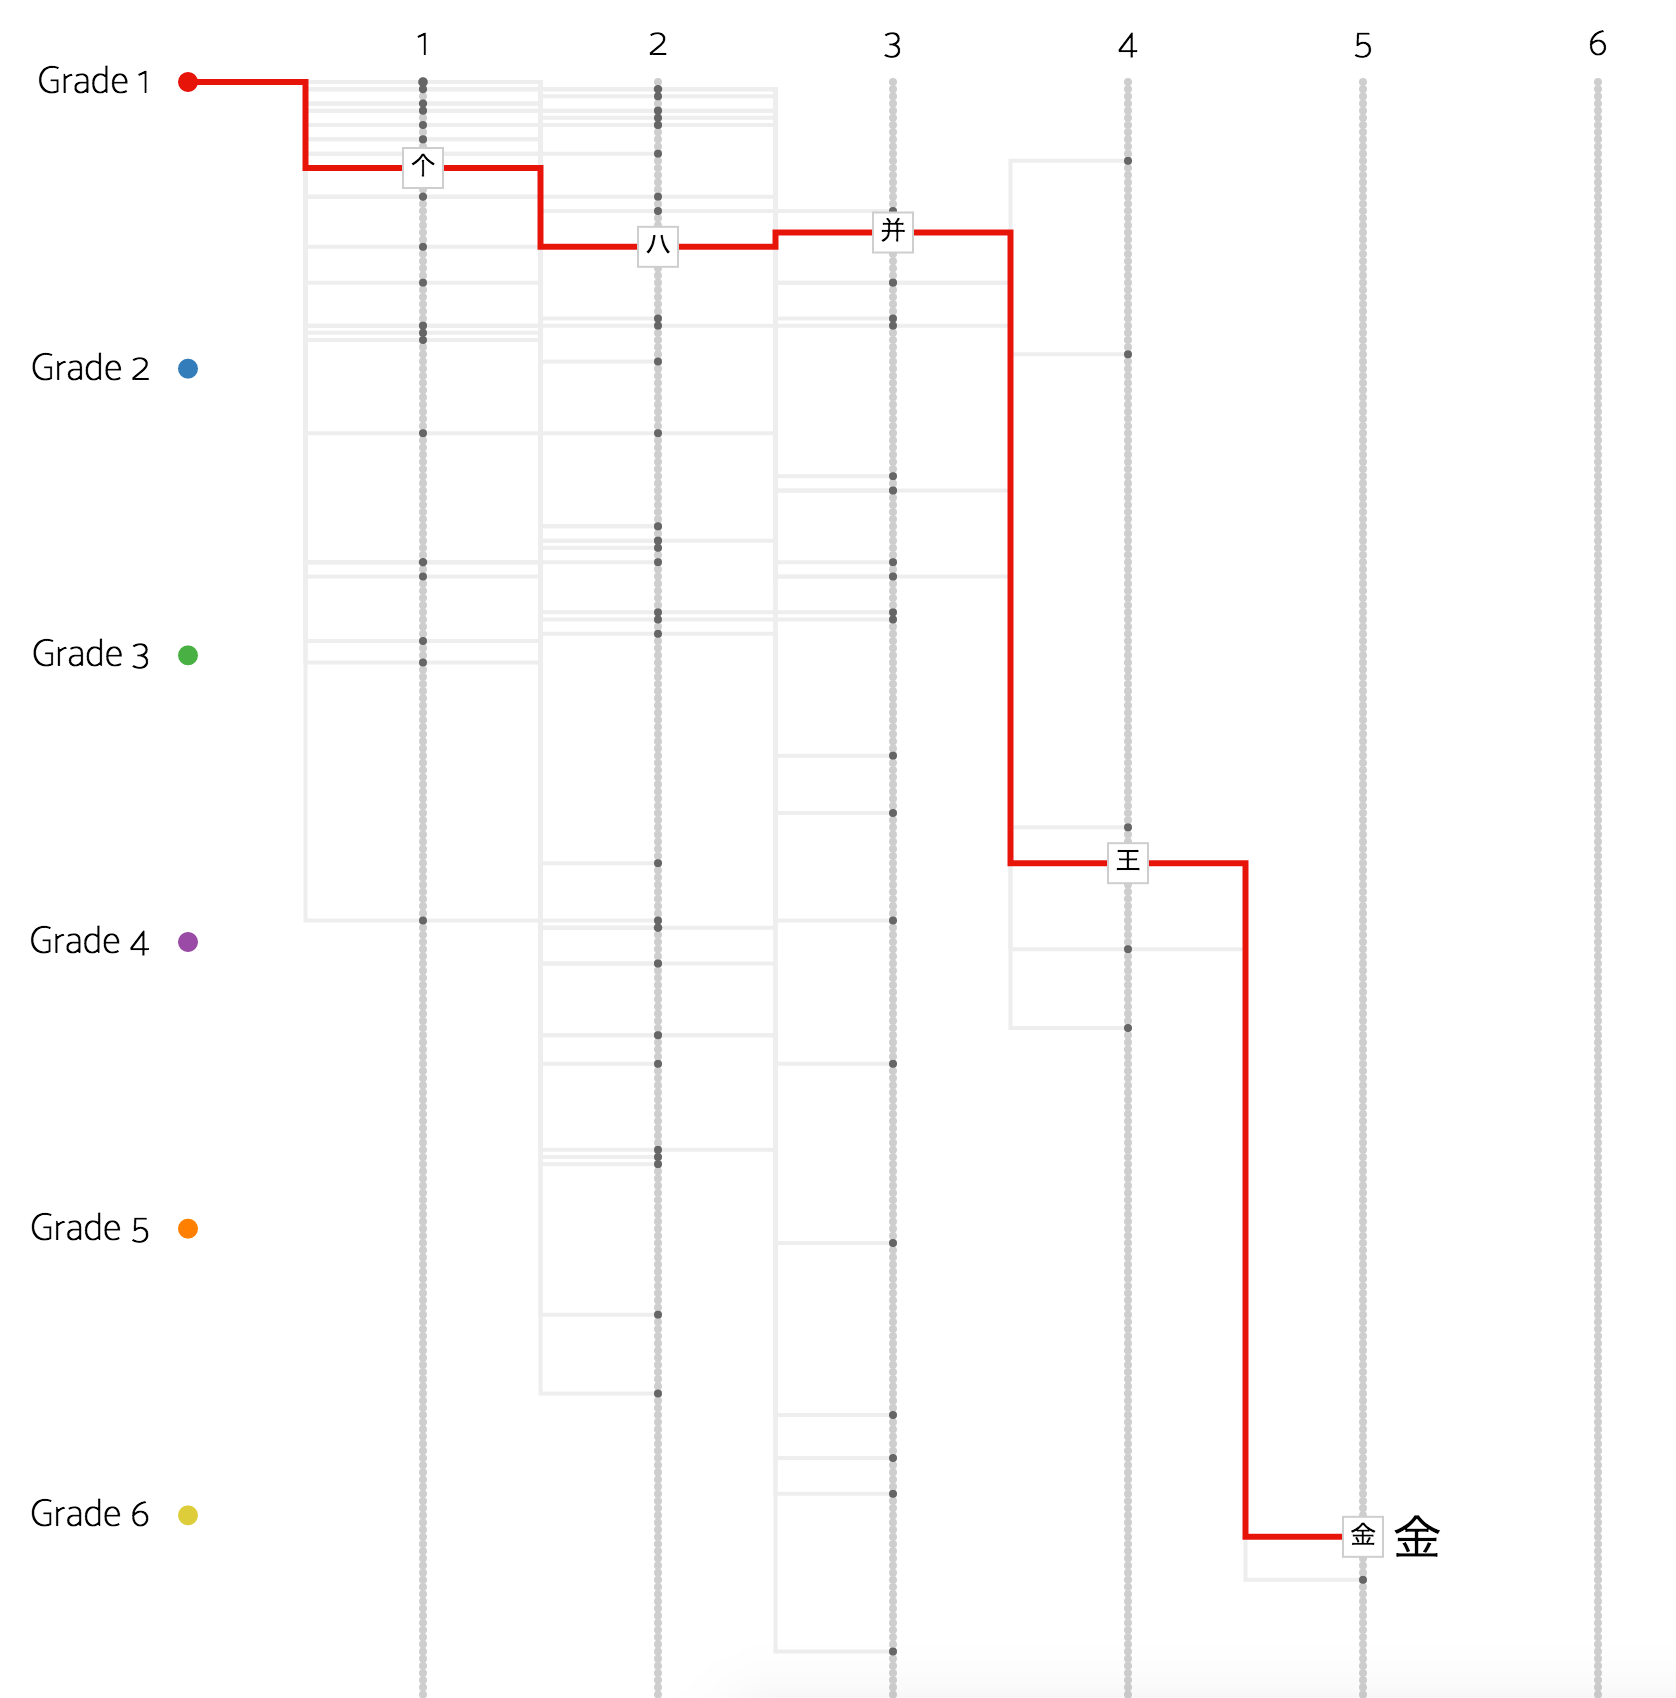 1 2 3 4 5 6
Grade 1
个
八
并
Grade 2
Grade 3
王
Grade 4
Grade 5
Grade 6
金 金